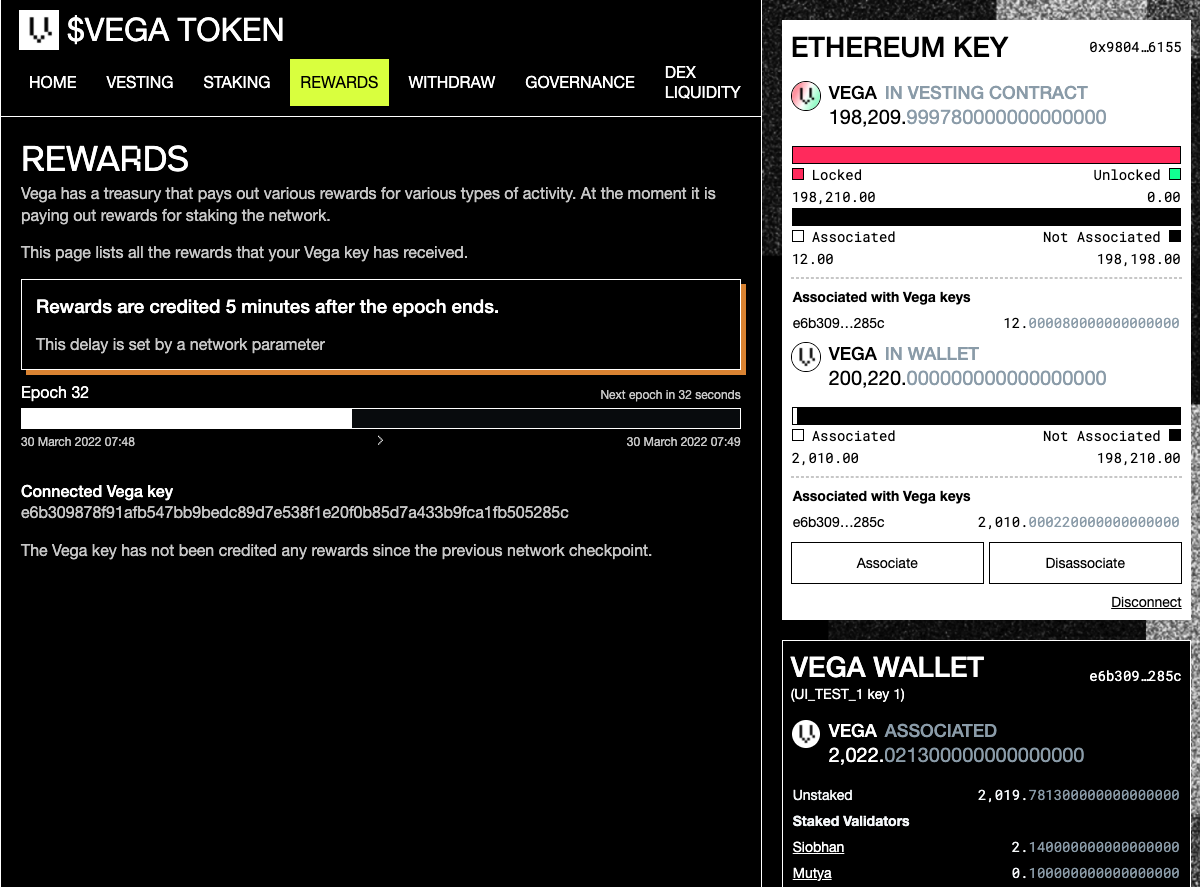 $VEGA TOKEN
HOME VESTING STAKING REWARDS WITHDRAW GOVERNANCE DEX LIQUIDITY
REWARDS
Vega has a treasury that pays out various rewards for various types of activity. At the moment it is
paying out rewards for staking the network.
This page lists all the rewards that your Vega key has received.
Rewards are credited 5 minutes after the epoch ends.
This delay is set by a network parameter
Epoch 32 Next epoch in 32 seconds
30 March 2022 07:48 30 March 2022 07:49
Connected Vega key
e6b309878f91afb547bb9bedc89d7e538f1e20f0b85d7a433b9fca1fb505285c
The Vega key has not been credited any rewards since the previous network checkpoint.
ETHEREUM KEY 0x9804…6155
VEGA IN VESTING CONTRACT
198,209.999780000000000000
Locked Unlocked
198,210.00 0.00
Associated Not Associated
12.00 198,198.00
Associated with Vega keys
e6b309…285c 12.000080000000000000
VEGA IN WALLET
200,220.000000000000000000
Associated Not Associated
2,010.00 198,210.00
Associated with Vega keys
e6b309…285c 2,010.000220000000000000
Associate Disassociate
Disconnect
VEGA WALLET e6b309…285c
(UI_TEST_1 key 1)
VEGA ASSOCIATED
2,022.021300000000000000
Unstaked 2,019.781300000000000000
Staked Validators
Siobhan 2.140000000000000000
Mutya 0.100000000000000000